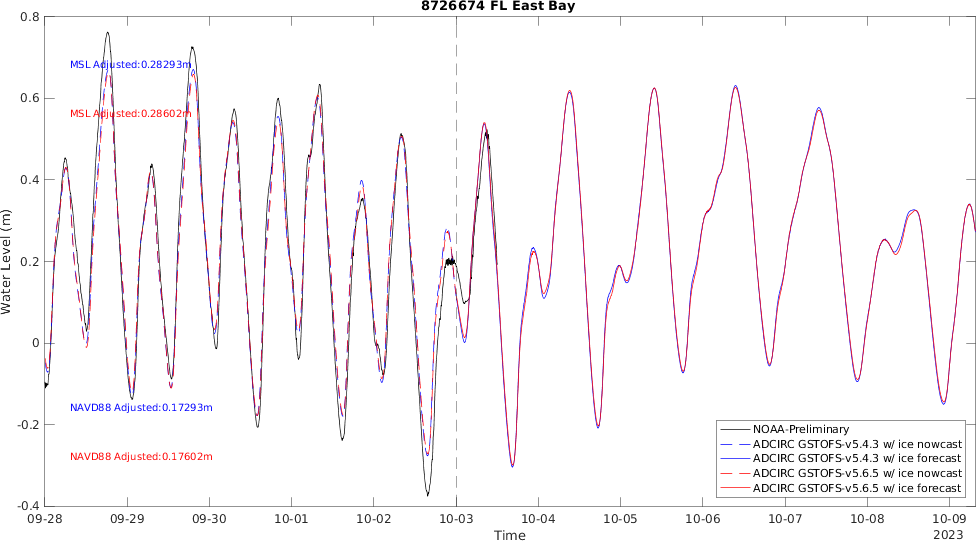 8726674 FL East Bay
0.8
0.6
0.4
0.2
0
-0.2
-0.4
Water Level (m)
MSL Adjusted:0.28293m
MSL Adjusted:0.28602m
NAVD88 Adjusted:0.17293m
NAVD88 Adjusted:0.17602m
NOAA-Preliminary
ADCIRC GSTOFS-v5.4.3 w/ ice nowcast
ADCIRC GSTOFS-v5.4.3 w/ ice forecast
ADCIRC GSTOFS-v5.6.5 w/ ice nowcast
ADCIRC GSTOFS-v5.6.5 w/ ice forecast
09-28 09-29 09-30 10-01 10-02 10-03 10-04 10-05 10-06 10-07 10-08 10-09
Time
2023